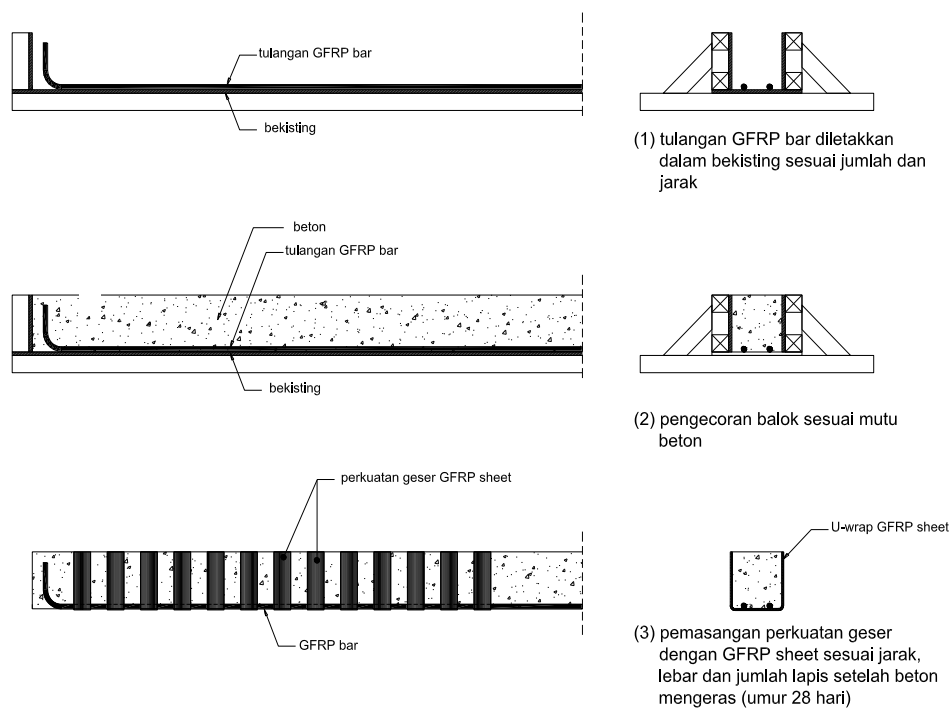 tulangan GFRP bar
bekisting
(1) tulangan GFRP bar diletakkan
dalam bekisting sesuai jumlah dan
jarak
beton
tulangan GFRP bar
bekisting
(2) pengecoran balok sesuai mutu
beton
perkuatan geser GFRP sheet
GFRP bar
U-wrap GFRP sheet
(3) pemasangan perkuatan geser
dengan GFRP sheet sesuai jarak,
lebar dan jumlah lapis setelah beton
mengeras (umur 28 hari)